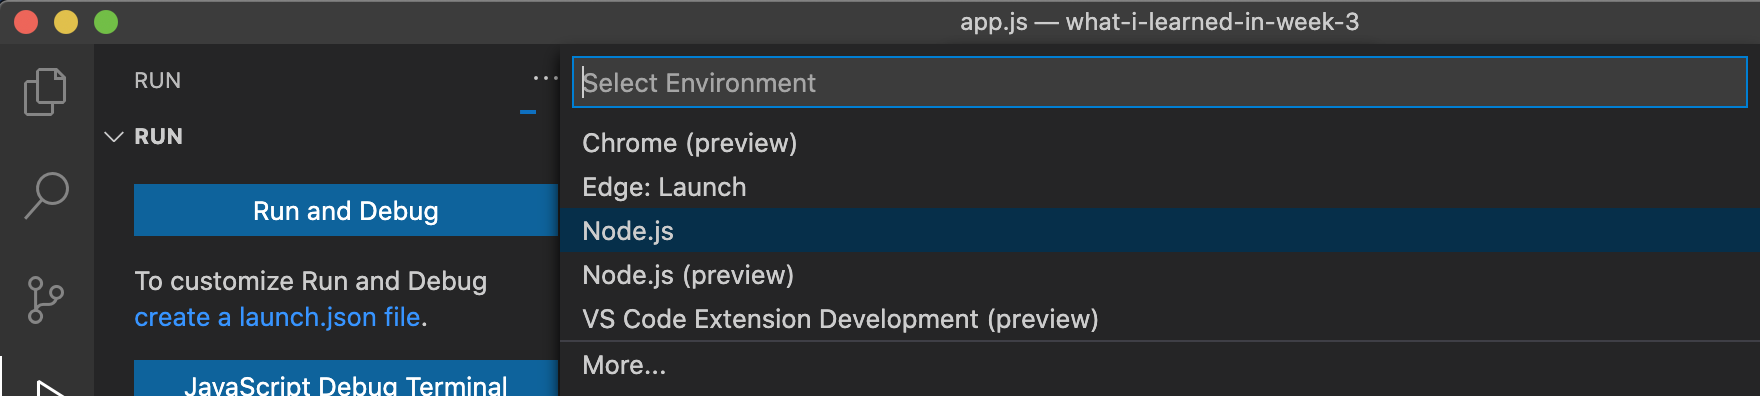 app.js — what-i-learned-in-week-3
RUN
RUN
Run and Debug
To customize Run and Debug
create a launch.json file.
JavaScript Debug Terminal
Select Environment
Chrome (preview)
Edge: Launch
Node.js
Node.js (preview)
VS Code Extension Development (preview)
More...